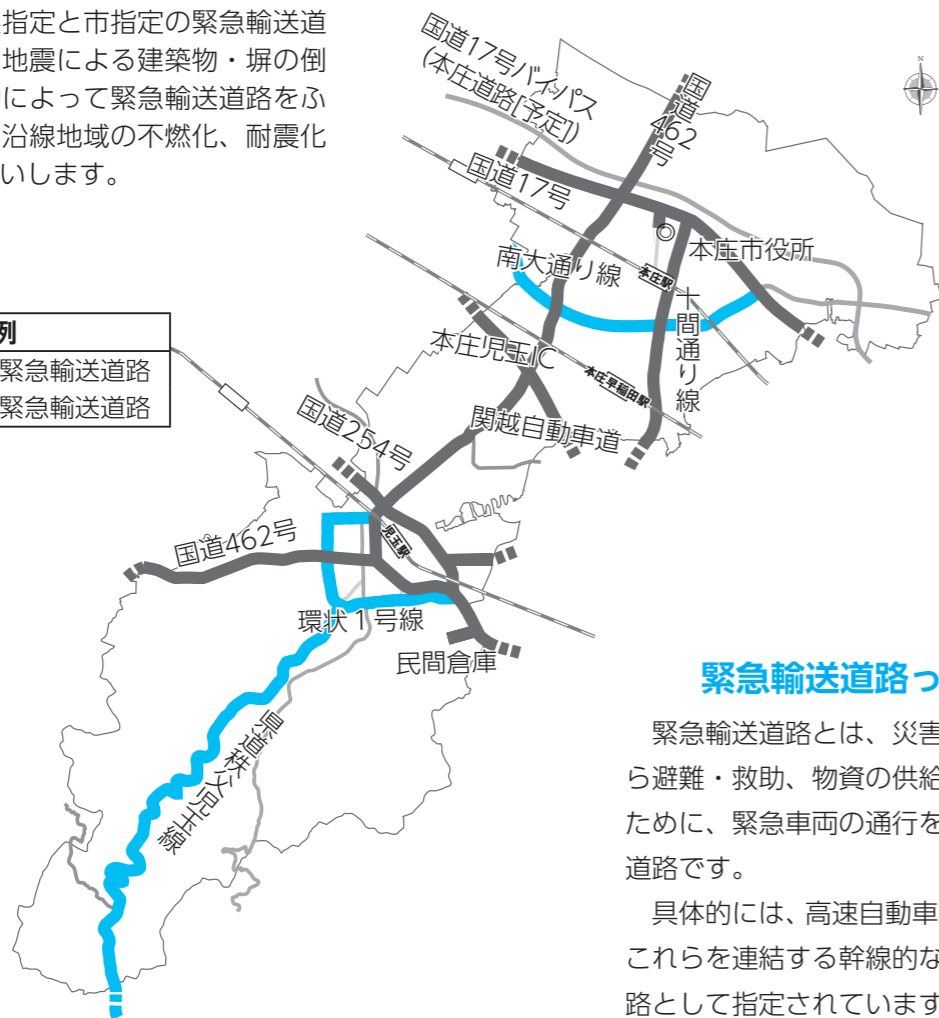 指定と市指定の緊急輸送道
地震による建築物・塀の倒
によって緊急輸送道路をふ
沿線地域の不燃化、耐震化
いします。
例
緊急輸送道路
緊急輸送道路
国道17号バイパス
(本庄道路[予定])
国道462号
N
国道17号
本庄市役所
南大通り線
本庄駅
十間通り線
本庄児玉IC
本庄早稲田駅
関越自動車道
国道254号
児玉駅
国道462号
環状1号線
民間倉庫
県道秩父児玉線
緊急輸送道路っ
緊急輸送道路とは、災害
ら避難・救助、物資の供給
ために、緊急車両の通行を
道路です。
具体的には、高速自動車
これらを連結する幹線的な
路として指定されています